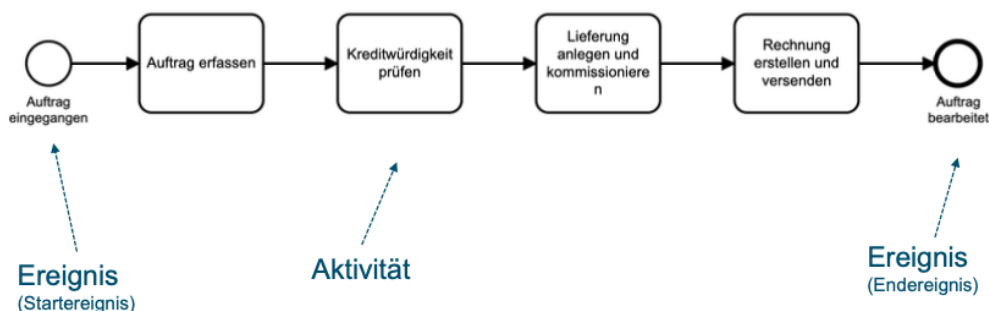 Auftrag
eingegangen
Auftrag erfassen
Kreditwürdigkeit
prüfen
Lieferung
anlegen und
kommissioniere
n
Rechnung
erstellen und
versenden
Auftrag
bearbeitet
Ereignis
(Startereignis)
Aktivität
Ereignis
(Endereignis)